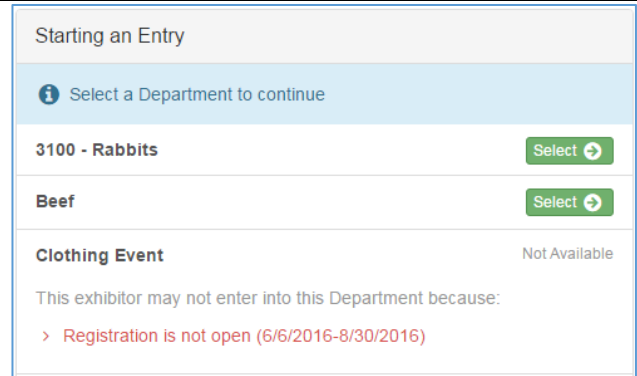 Starting an Entry
Select a Department to continue
3100 - Rabbits
Select
Beef
Select
Clothing Event
Not Available
This exhibitor may not enter into this Department because:
> Registration is not open (6/6/2016-8/30/2016)